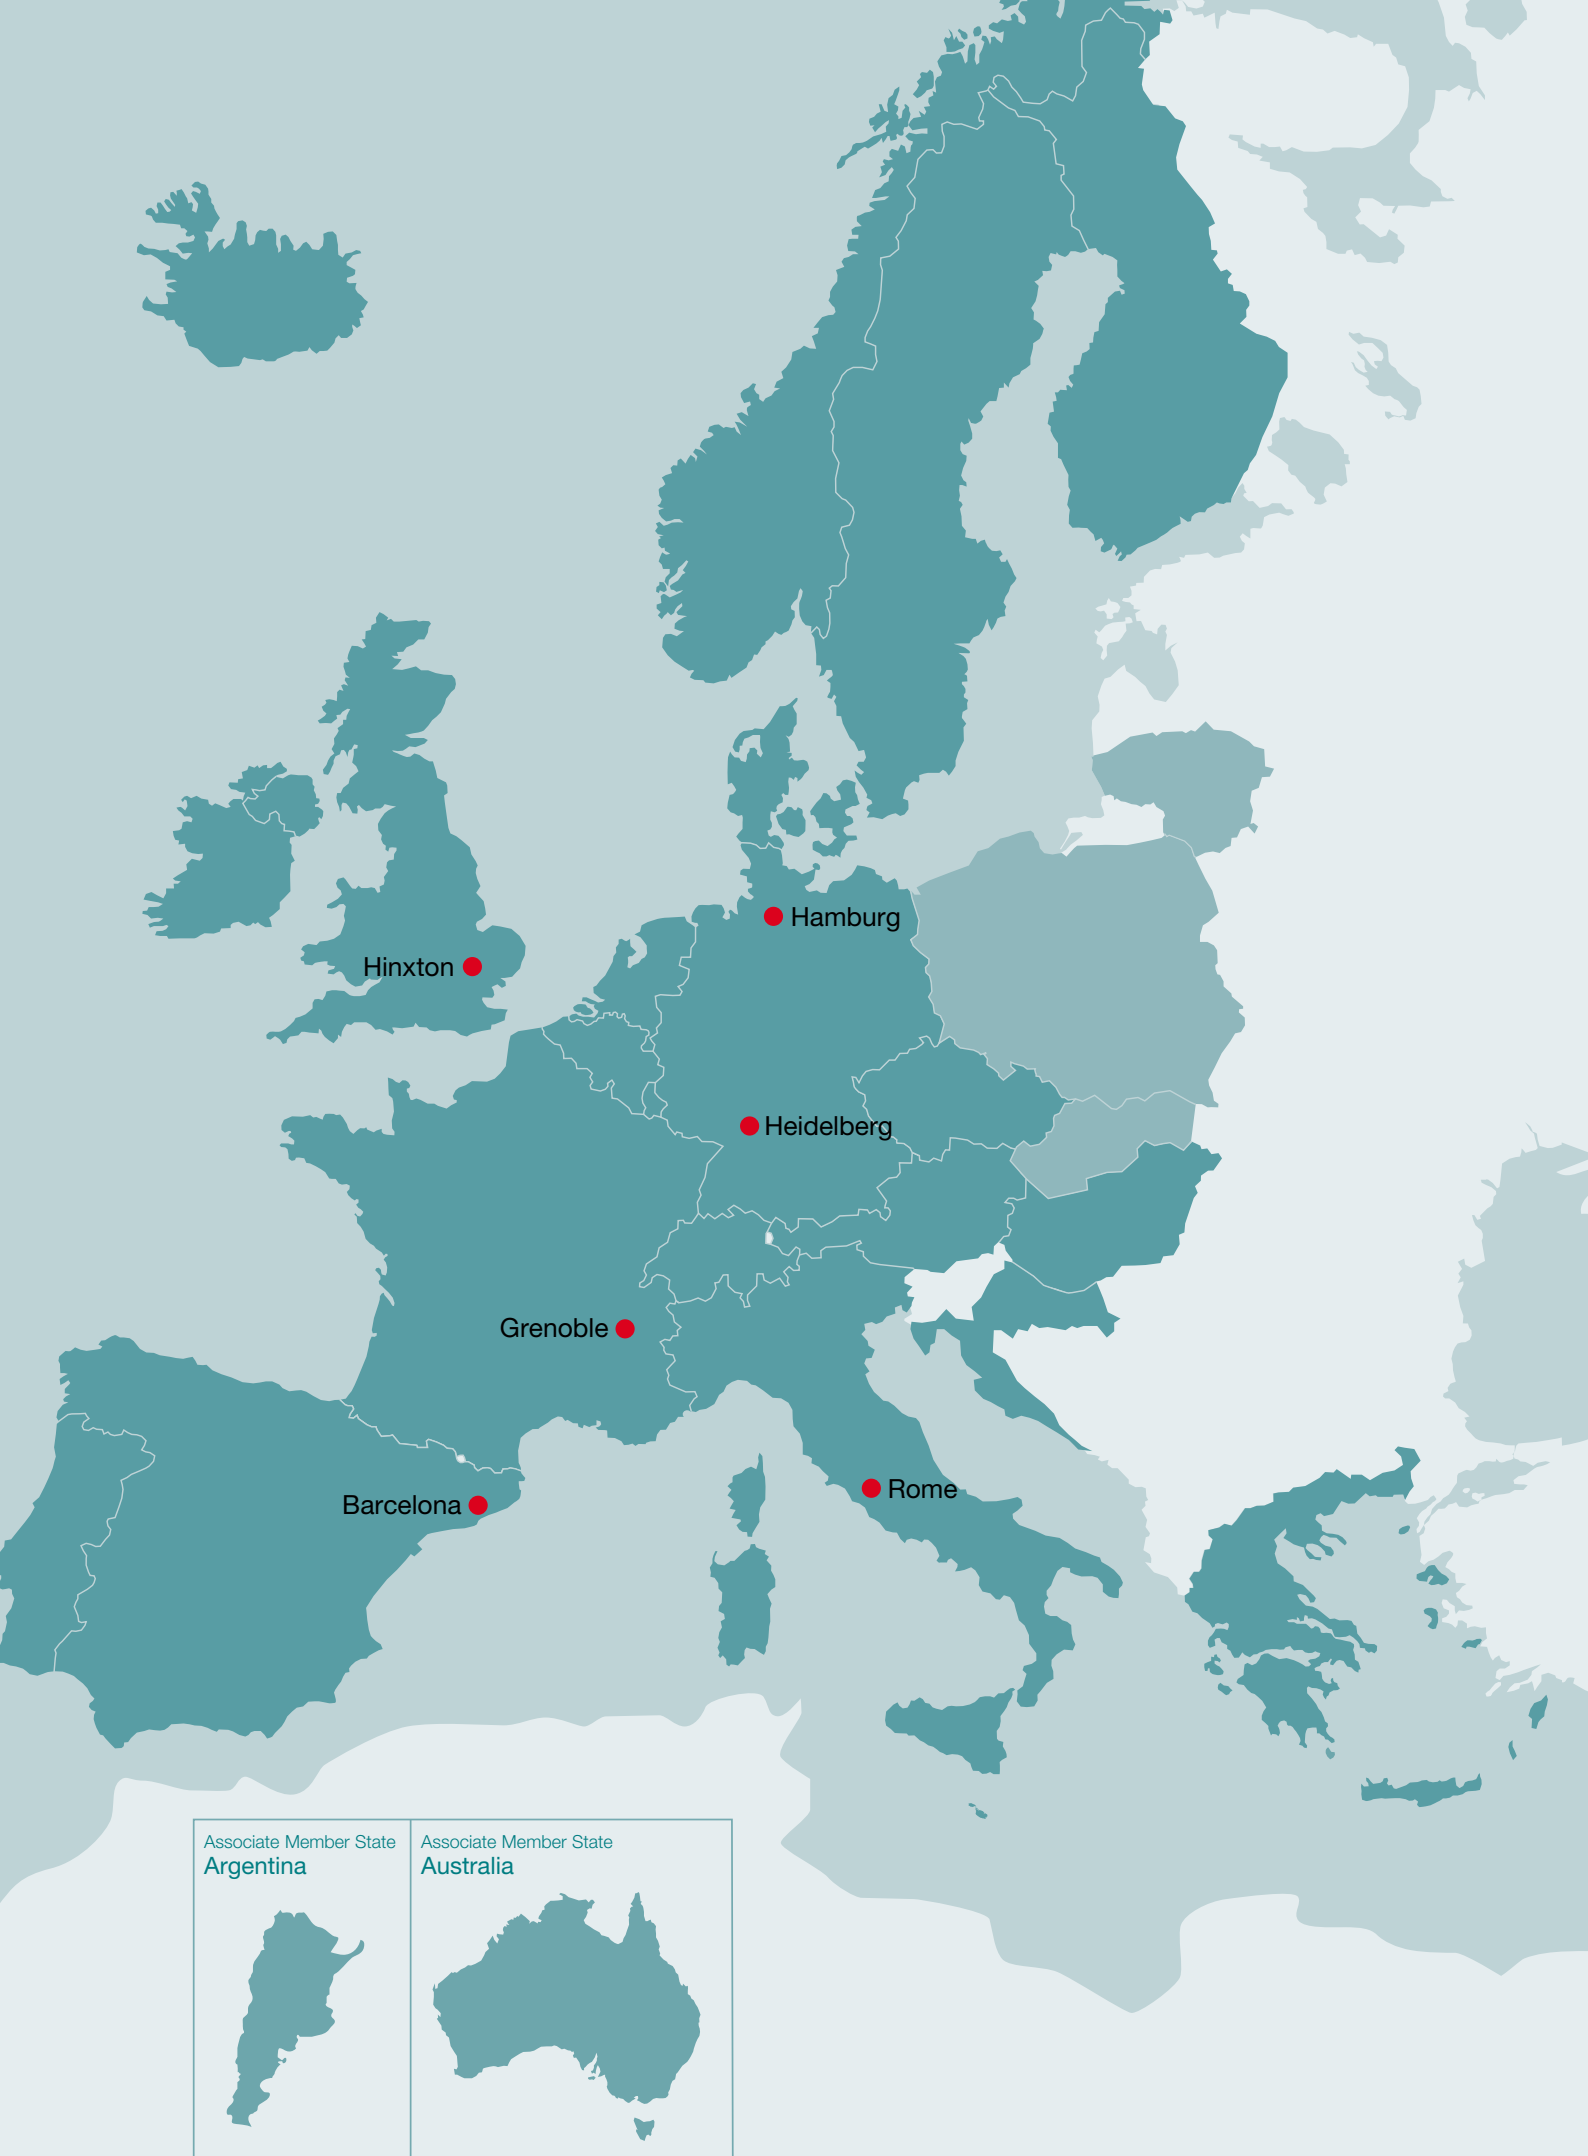 Hamburg
Hinxton
Heidelberg
Grenoble
Rome
Barcelona
Associate Member State
Argentina
Associate Member State
Australia